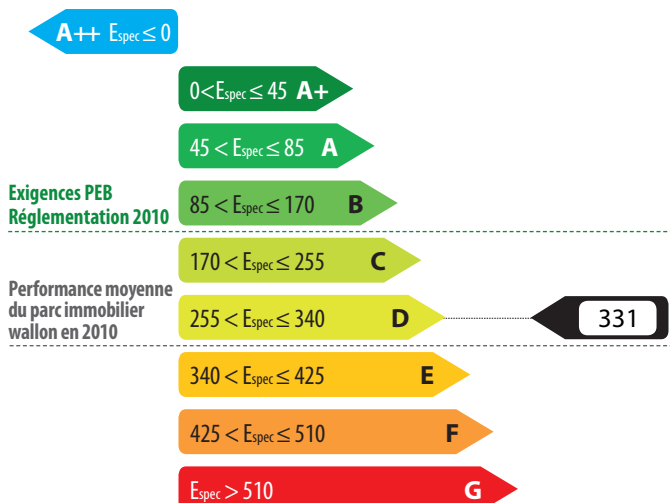 A++ Espec ≤ 0
0<Espec ≤ 45 A+
45 < Espec ≤ 85 A
Exigences PEB
Réglementation 2010
85 < Espec ≤ 170 B
170 < Espec ≤ 255 C
Performance moyenne
du parc immobilier
wallon en 2010
255 < Espec ≤ 340 D
331
340 < Espec ≤ 425 E
425 < Espec ≤ 510 F
Espec > 510 G